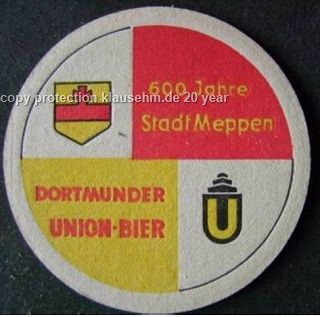 600 Jahre
copy protection klausehm.de 20 year
Stadt Meppen
DORTMUNDER
UNION-BIER
U